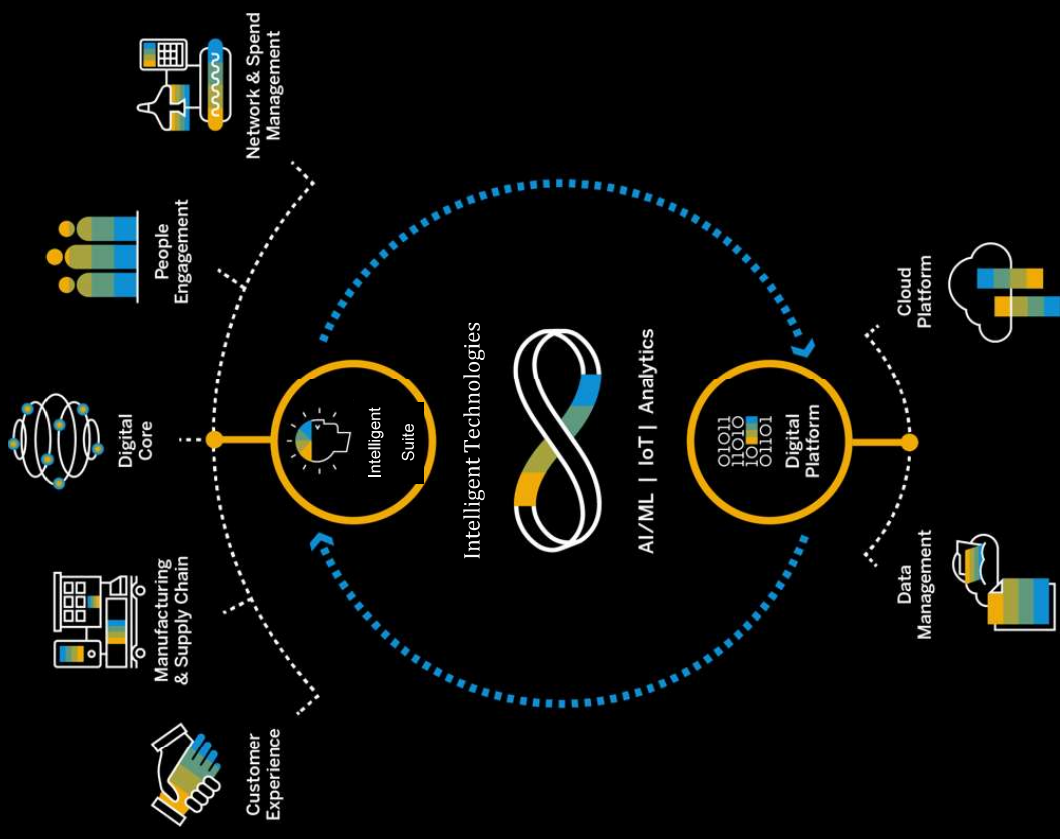 Digital
Core
Manufacturing
& Supply Chain
People
Engagement
Customer
Experience
Network & Spend
Management
Intelligent
Suite
Intelligent Technologies
AI/ML | IoT | Analytics
01011
11010
01101
Digital
Platform
Data
Management
Cloud
Platform